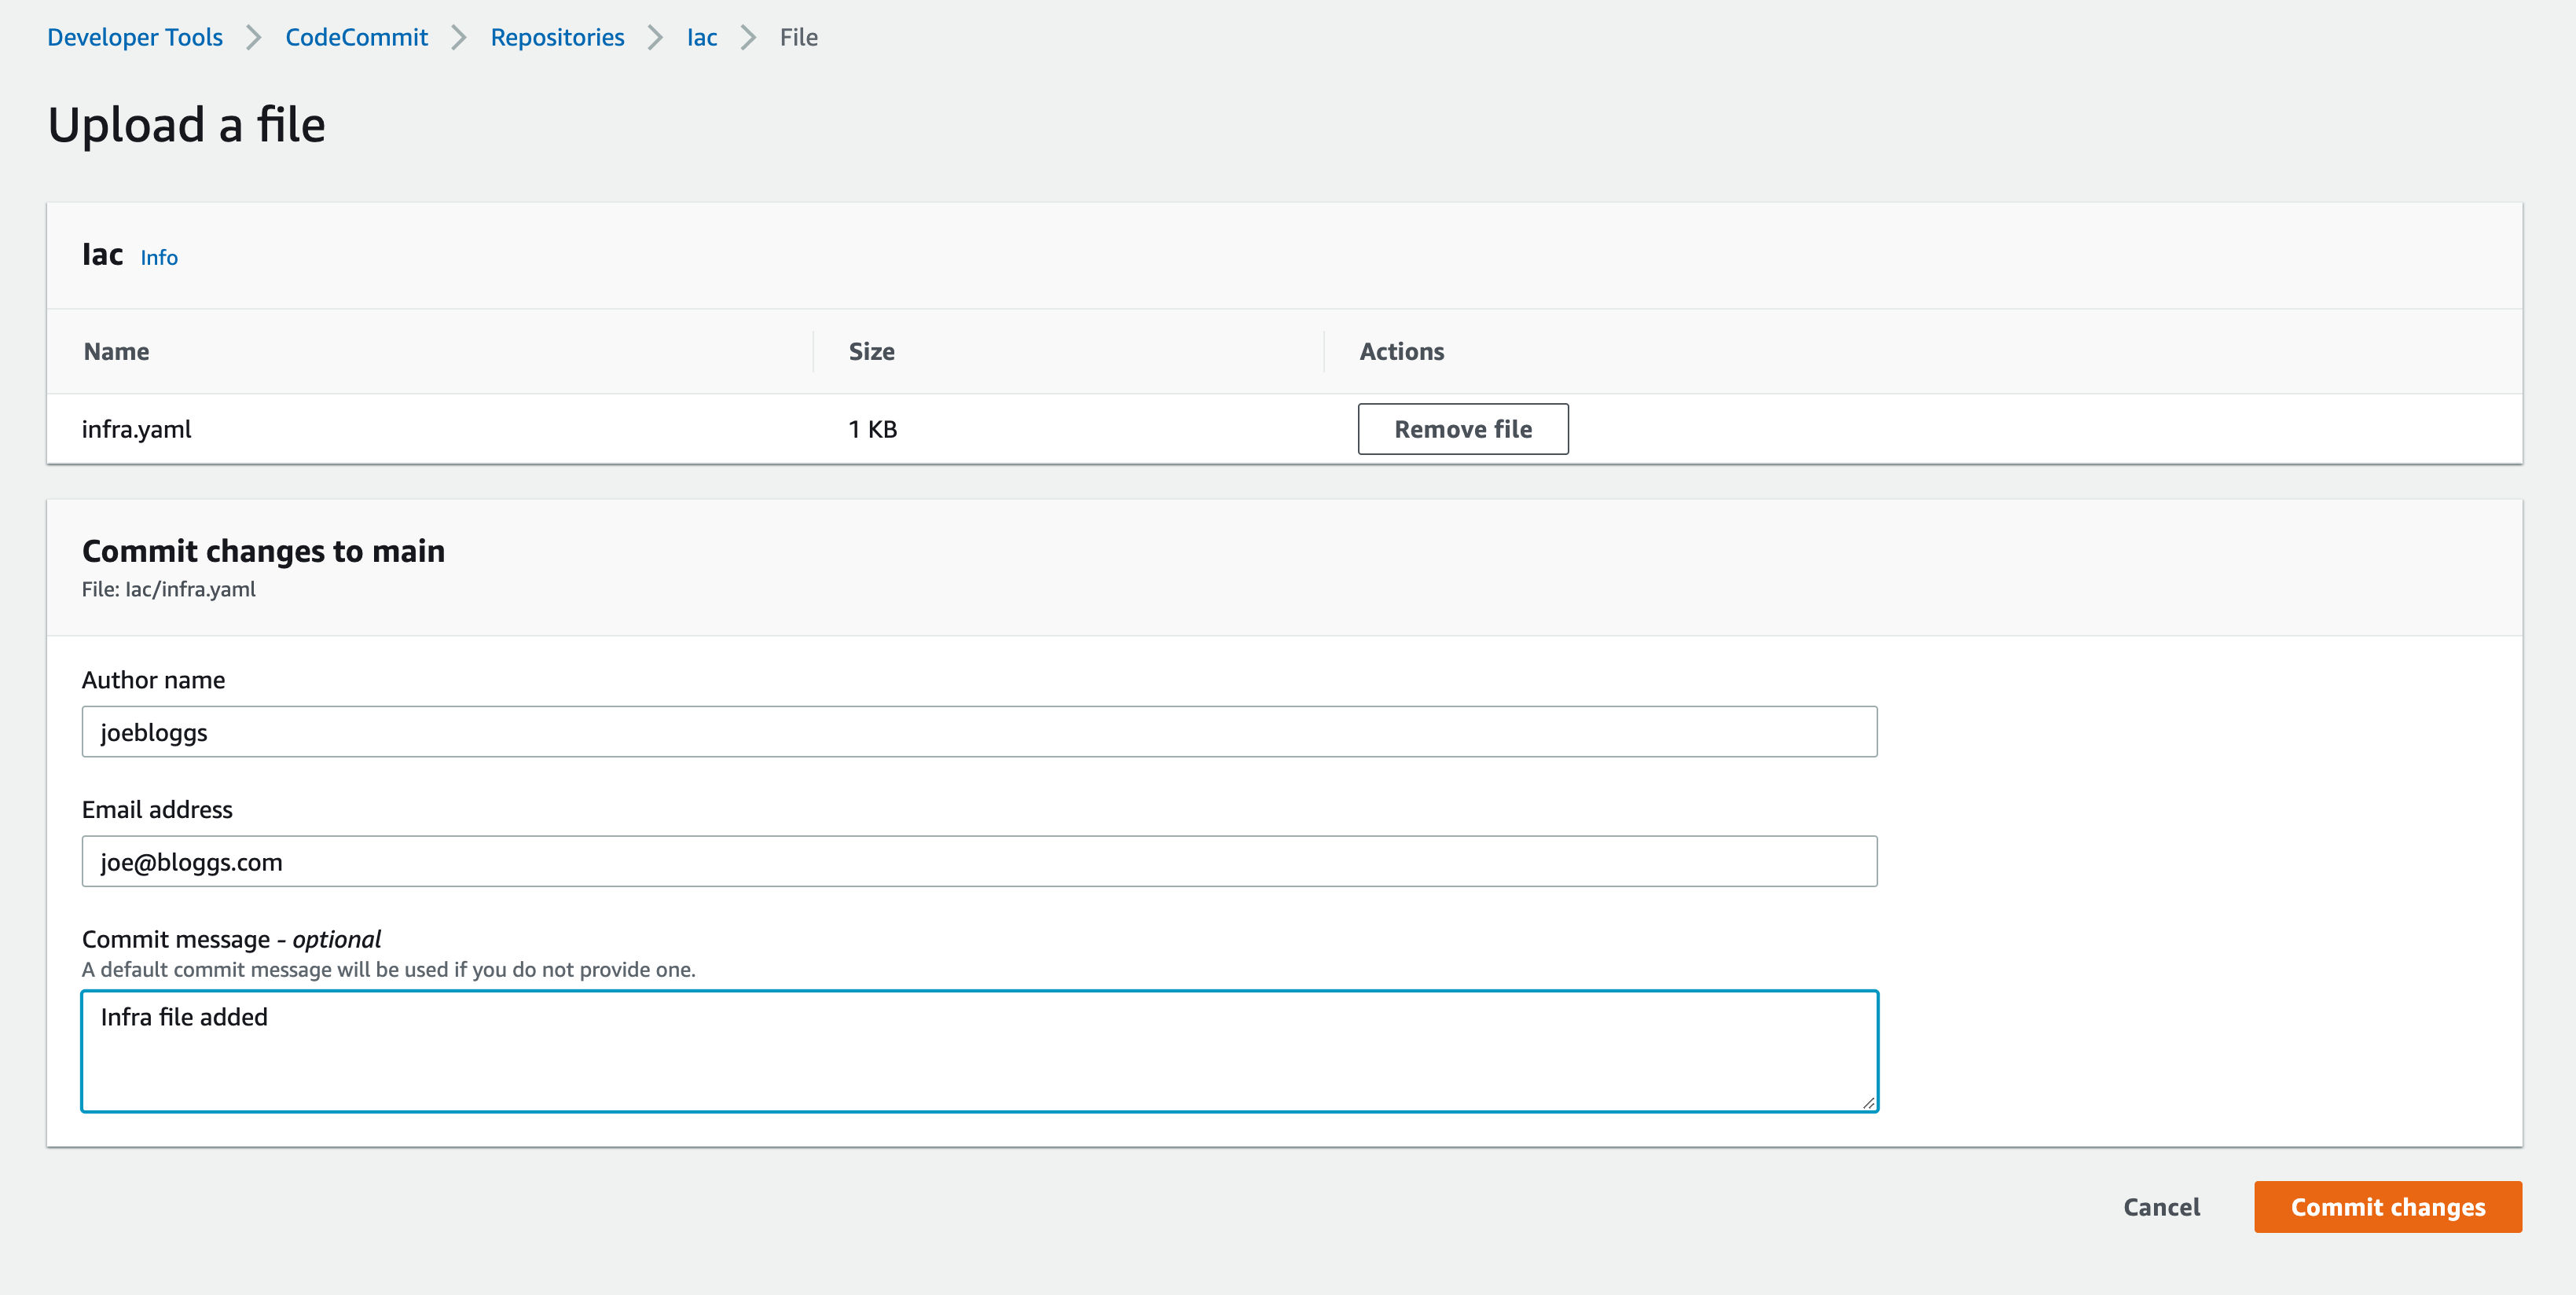 Developer Tools > CodeCommit > Repositories > Iac > File
Upload a file
Iac Info
Name Size Actions
infra.yaml 1 KB Remove file
Commit changes to main
File: Iac/infra.yaml
Author name
joebloggs
Email address
joe@bloggs.com
Commit message - optional
A default commit message will be used if you do not provide one.
Infra file added
Cancel Commit changes